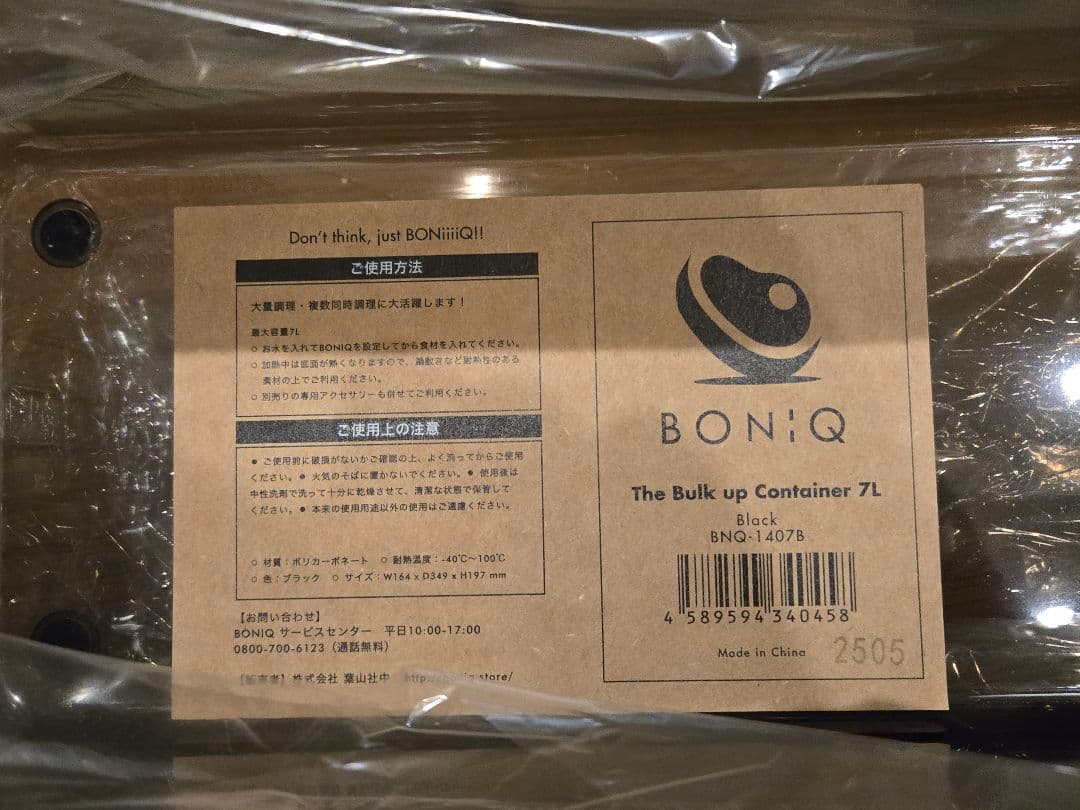 Don't think, just BONiiiiQ!!
ご使用方法
大量調理・複数同時調理に大活躍します！
最大容量7L
○ お水を入れてBONIQを設定してから食材を入れてください。
○ 加熱中は底面が熱くなりますので、鍋敷きなど耐熱性のある
素材の上でご利用ください。
○ 別売りの専用アクセサリーも併せてご利用ください。
ご使用上の注意
● ご使用前に破損がないかご確認の上、よく洗ってからご使用
ください。● 火気のそばに置かないでください。● 使用後は
中性洗剤で洗って十分に乾燥させて、清潔な状態で保管して
ください。● 本来の使用用途以外の使用はご遠慮ください。
○ 材質：ポリカーボネート ○ 耐熱温度：-40℃〜100℃
○ 色：ブラック ○ サイズ：W164 x D349 x H197 mm
【お問い合わせ】
BONIQ サービスセンター 平日10:00-17:00
0800-700-6123（通話無料）
【販売者】株式会社 葉山社中 http://boniq.store/
BONIQ
The Bulk up Container 7L
Black
BNQ-1407B
4 589594 340458
Made in China 2505